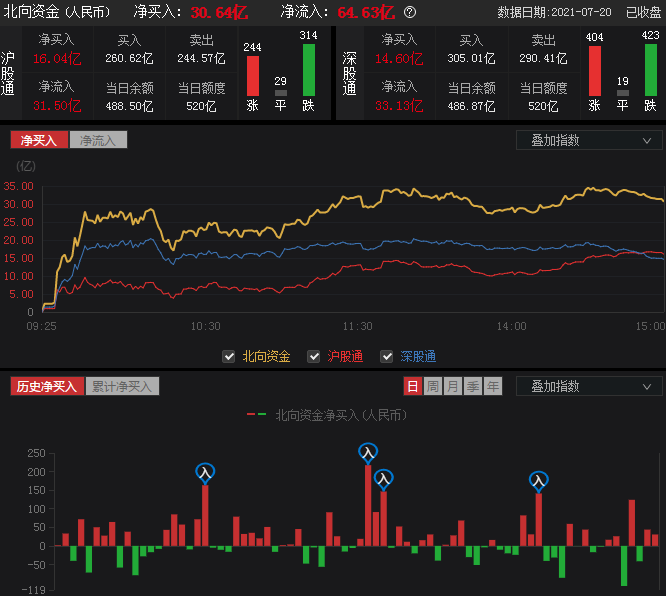 北向资金(人民币) 净买入：30.64亿 净流入：64.63亿 ? 数据日期:2021-07-20 已收盘
沪股通
净买入 买入 卖出
16.04亿 260.62亿 244.57亿
净流入 当日余额 当日额度
31.50亿 488.50亿 520亿
244 29 314
涨 平 跌
深股通
净买入 买入 卖出
14.60亿 305.01亿 290.41亿
净流入 当日余额 当日额度
33.13亿 486.87亿 520亿
404 19 423
涨 平 跌
净买入 净流入 叠加指数
(亿)
35.00
30.00
25.00
20.00
15.00
10.00
5.00
0
09:25 10:30 11:30 14:00 15:00
北向资金 沪股通 深股通
历史净买入 累计净买入 日 周 月 季 年 叠加指数
北向资金净买入(人民币)
250
200
150
100
50
0
-50
-119
入 入 入 入